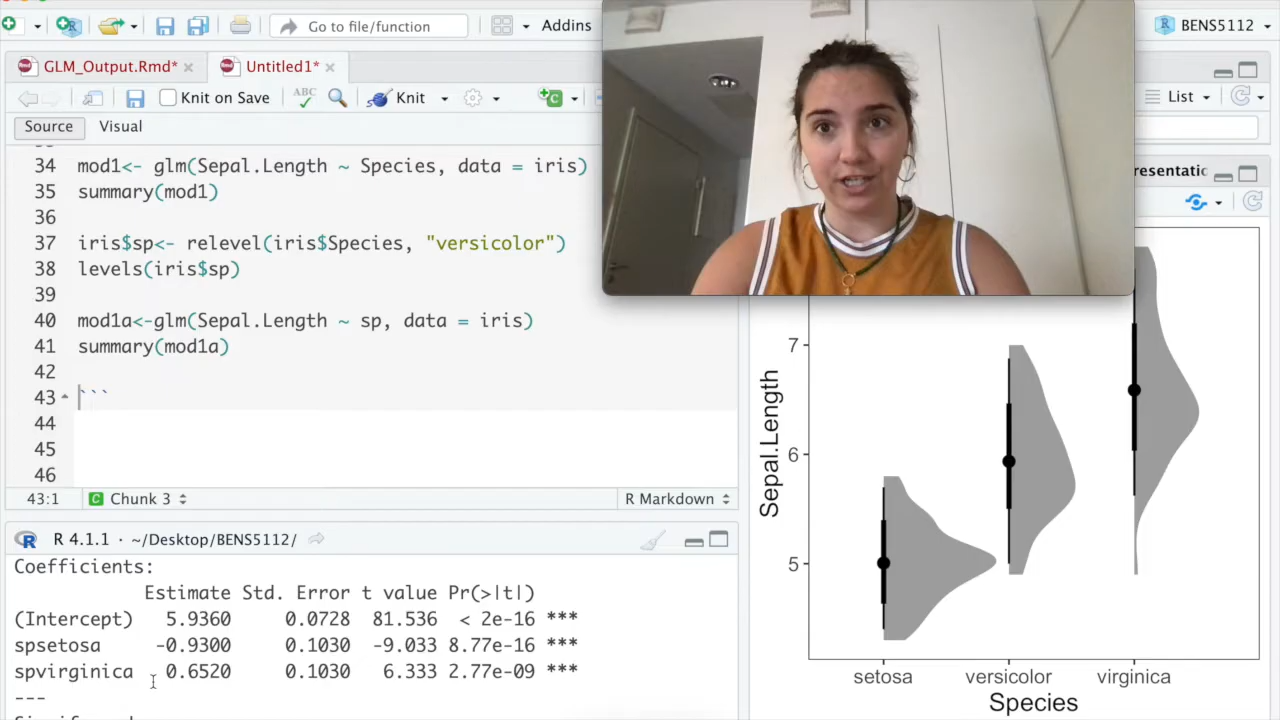 Go to file/function
Addins
BENS5112
GLM_Output.Rmd*
Untitled1*
Knit on Save
ABC
Knit
List
Source
Visual
34 mod1<- glm(Sepal.Length ~ Species, data = iris)
35 summary(mod1)
36
37 iris$sp<- relevel(iris$Species, "versicolor")
38 levels(iris$sp)
39
40 mod1a<-glm(Sepal.Length ~ sp, data = iris)
41 summary(mod1a)
42
43 ```
44
45
46
43:1 Chunk 3 R Markdown
R 4.1.1 · ~/Desktop/BENS5112/
Coefficients:
Estimate Std. Error t value Pr(>|t|)
(Intercept) 5.9360 0.0728 81.536 < 2e-16 ***
spsetosa -0.9300 0.1030 -9.033 8.77e-16 ***
spvirginica 0.6520 0.1030 6.333 2.77e-09 ***
---
resentatic
7
6
5
Sepal.Length
setosa versicolor virginica
Species